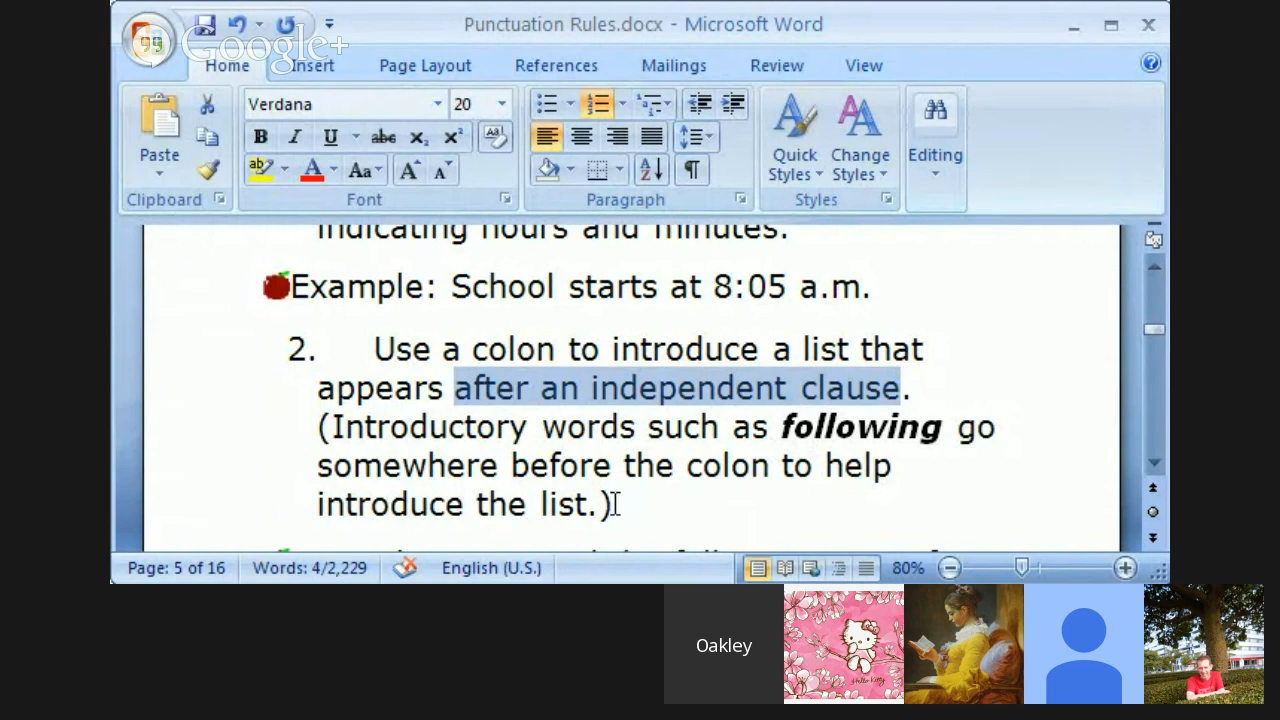 Punctuation Rules.docx - Microsoft Word
Google+
Home Insert Page Layout References Mailings Review View
Verdana 20
Paste
Quick Styles
Change Styles
Editing
Clipboard Font Paragraph Styles
indicating hours and minutes.
Example: School starts at 8:05 a.m.
2. Use a colon to introduce a list that
appears after an independent clause.
(Introductory words such as following go
somewhere before the colon to help
introduce the list.)
Page: 5 of 16 Words: 4/2,229 English (U.S.) 80%
Oakley
Hello Kitty